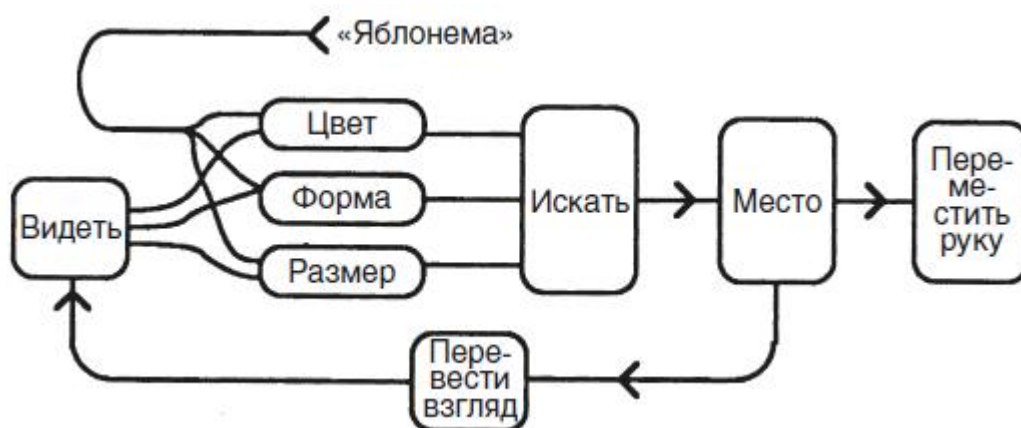 «Яблонема»
Цвет
Форма
Размер
Видеть
Искать
Место
Пере-
ме-
стить
руку
Пере-
вести
взгляд